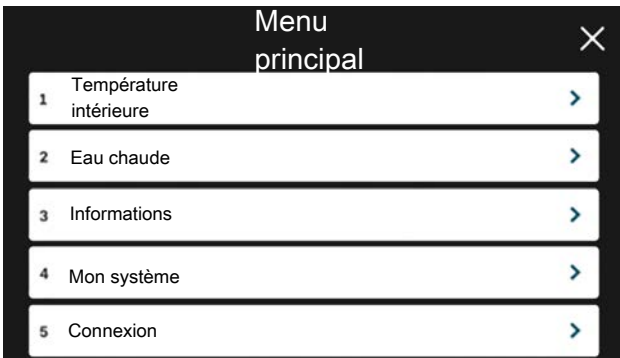 Menu
principal
1 Température
intérieure
2 Eau chaude
3 Informations
4 Mon système
5 Connexion